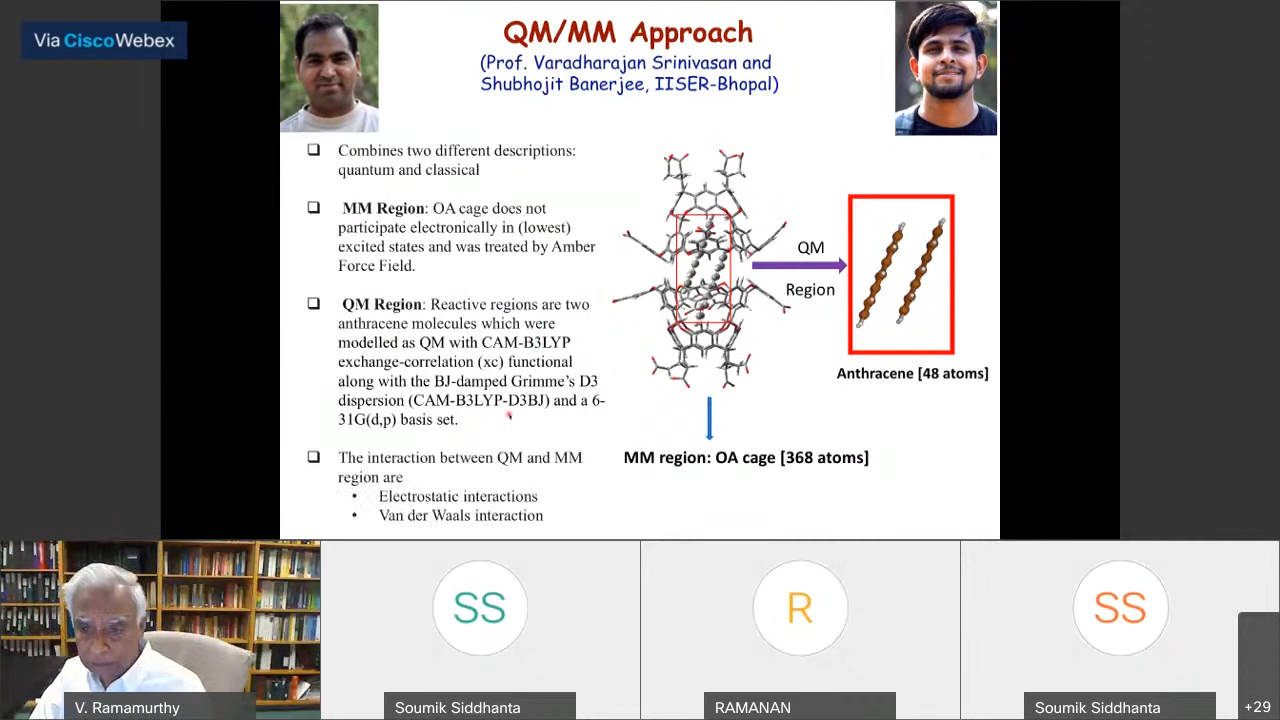 Via Cisco Webex
QM/MM Approach
(Prof. Varadharajan Srinivasan and
Shubhojit Banerjee, IISER-Bhopal)
❑ Combines two different descriptions:
quantum and classical
❑ MM Region: OA cage does not
participate electronically in (lowest)
excited states and was treated by Amber
Force Field.
❑ QM Region: Reactive regions are two
anthracene molecules which were
modelled as QM with CAM-B3LYP
exchange-correlation (xc) functional
along with the BJ-damped Grimme's D3
dispersion (CAM-B3LYP-D3BJ) and a 6-
31G(d,p) basis set.
❑ The interaction between QM and MM
region are
• Electrostatic interactions
• Van der Waals interaction
QM
Region
Anthracene [48 atoms]
MM region: OA cage [368 atoms]
SS
R
SS
V. Ramamurthy
Soumik Siddhanta
RAMANAN
Soumik Siddhanta
+29